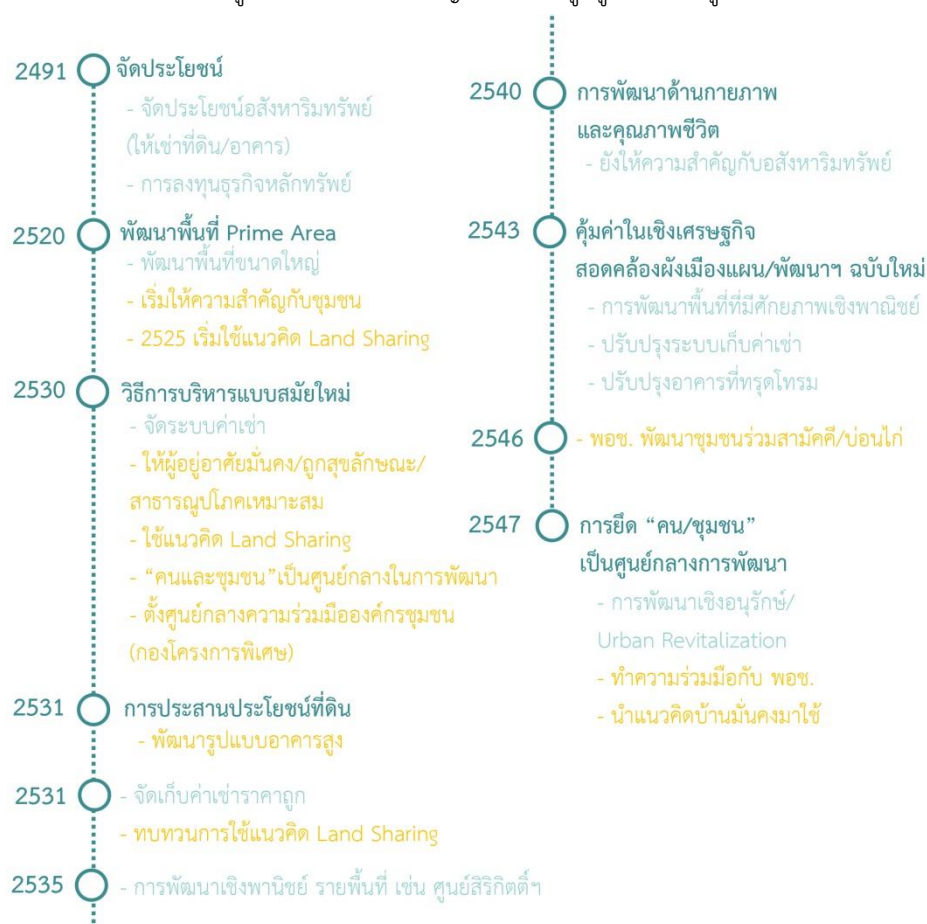 2491 จัดประโยชน์
- จัดประโยชน์อสังหาริมทรัพย์
(ให้เช่าที่ดิน/อาคาร)
- การลงทุนธุรกิจหลักทรัพย์
2520 พัฒนาพื้นที่ Prime Area
- พัฒนาพื้นที่ขนาดใหญ่
- เริ่มให้ความสำคัญกับชุมชน
- 2525 เริ่มใช้แนวคิด Land Sharing
2530 วิธีการบริหารแบบสมัยใหม่
- จัดระบบค่าเช่า
- ให้ผู้อยู่อาศัยมั่นคง/ถูกสุขลักษณะ/
สาธารณูปโภคเหมาะสม
- ใช้แนวคิด Land Sharing
- “คนและชุมชน”เป็นศูนย์กลางในการพัฒนา
- ตั้งศูนย์กลางความร่วมมือองค์กรชุมชน
(กองโครงการพิเศษ)
2531 การประสานประโยชน์ที่ดิน
- พัฒนารูปแบบอาคารสูง
2531 - จัดเก็บค่าเช่าราคาถูก
- ทบทวนการใช้แนวคิด Land Sharing
2535 - การพัฒนาเชิงพานิชย์ รายพื้นที่ เช่น ศูนย์สิริกิตติ์ฯ
2540 การพัฒนาด้านกายภาพ
และคุณภาพชีวิต
- ยังให้ความสำคัญกับอสังหาริมทรัพย์
2543 คุ้มค่าในเชิงเศรษฐกิจ
สอดคล้องผังเมืองแผน/พัฒนาฯ ฉบับใหม่
- การพัฒนาพื้นที่ที่มีศักยภาพเชิงพาณิชย์
- ปรับปรุงระบบเก็บค่าเช่า
- ปรับปรุงอาคารที่ทรุดโทรม
2546 - พอช. พัฒนาชุมชนร่วมสามัคคี/บ่อนไก่
2547 การยึด “คน/ชุมชน”
เป็นศูนย์กลางการพัฒนา
- การพัฒนาเชิงอนุรักษ์/
Urban Revitalization
- ทำความร่วมมือกับ พอช.
- นำแนวคิดบ้านมั่นคงมาใช้